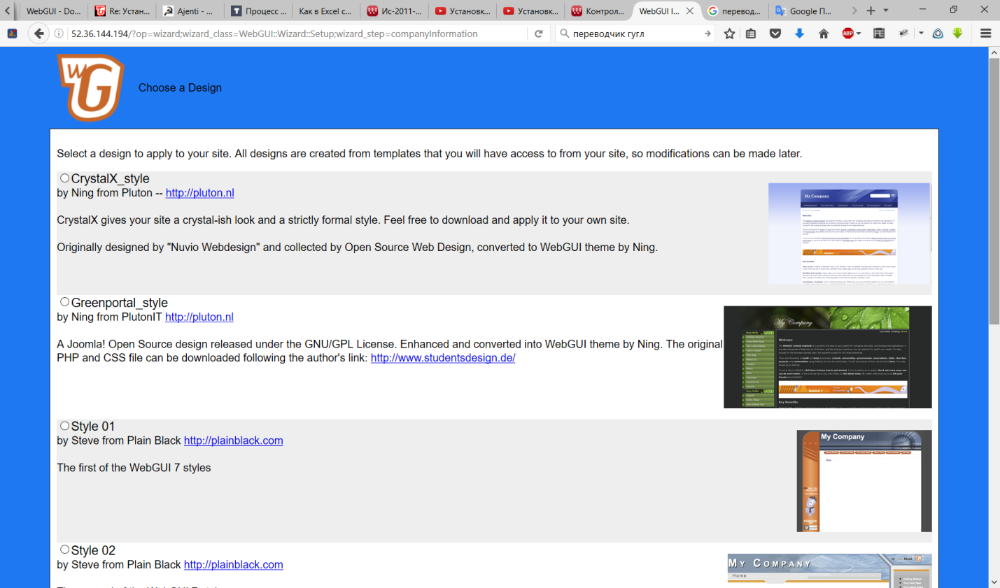 WebGUI - Do...
Re: Устан...
Ajenti - ...
Процесс ...
Как в Excel с...
Ис-2011-...
Установк...
Установк...
Контрол...
WebGUI I...
перевод...
Google П...
52.36.144.194/?op=wizard;wizard_class=WebGUI::Wizard::Setup;wizard_step=companyInformation
переводчик гугл
ABP
WG
Choose a Design
Select a design to apply to your site. All designs are created from templates that you will have access to from your site, so modifications can be made later.
CrystalX_style
by Ning from Pluton -- http://pluton.nl
CrystalX gives your site a crystal-ish look and a strictly formal style. Feel free to download and apply it to your own site.
Originally designed by "Nuvio Webdesign" and collected by Open Source Web Design, converted to WebGUI theme by Ning.
My Company
Welcome
Key Benefits
Greenportal_style
by Ning from PlutonIT http://pluton.nl
A Joomla! Open Source design released under the GNU/GPL License. Enhanced and converted into WebGUI theme by Ning. The original
PHP and CSS file can be downloaded following the author's link: http://www.studentsdesign.de/
My Company
Welcome
Key Benefits
Style 01
by Steve from Plain Black http://plainblack.com
The first of the WebGUI 7 styles
My Company
Style 02
by Steve from Plain Black http://plainblack.com
My Company
Home